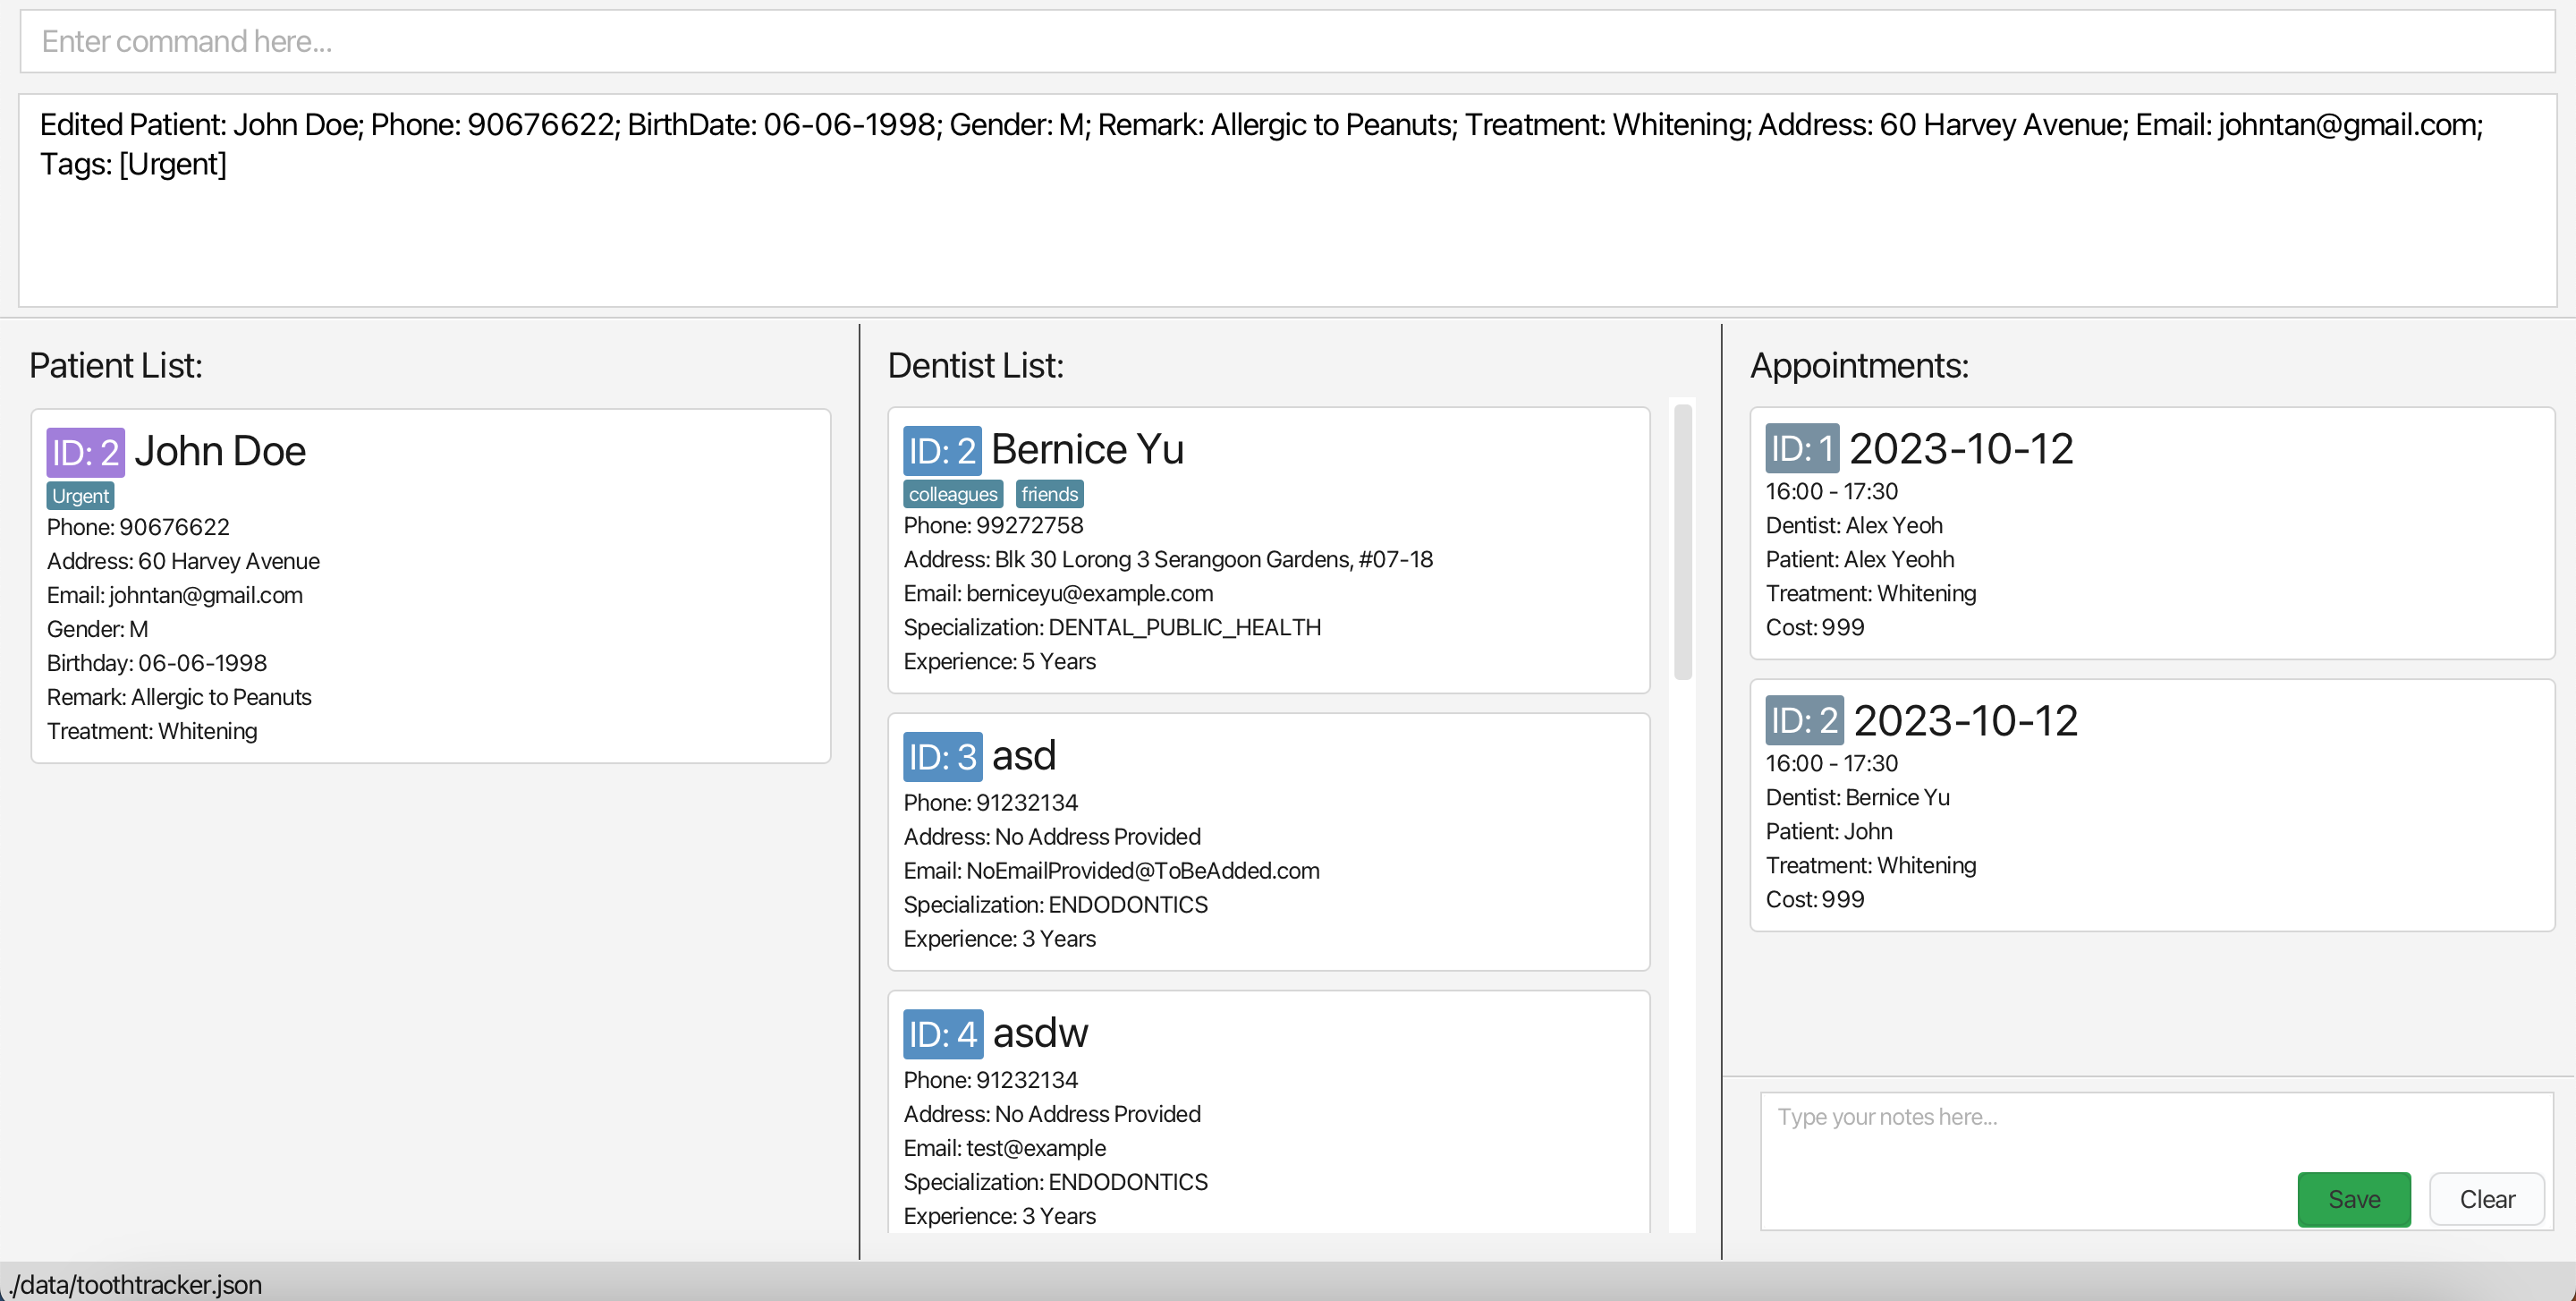 Enter command here...
Edited Patient: John Doe; Phone: 90676622; BirthDate: 06-06-1998; Gender: M; Remark: Allergic to Peanuts; Treatment: Whitening; Address: 60 Harvey Avenue; Email: johntan@gmail.com;
Tags: [Urgent]
Patient List:
ID: 2 John Doe
Urgent
Phone: 90676622
Address: 60 Harvey Avenue
Email: johntan@gmail.com
Gender: M
Birthday: 06-06-1998
Remark: Allergic to Peanuts
Treatment: Whitening
Dentist List:
ID: 2 Bernice Yu
colleagues friends
Phone: 99272758
Address: Blk 30 Lorong 3 Serangoon Gardens, #07-18
Email: berniceyu@example.com
Specialization: DENTAL_PUBLIC_HEALTH
Experience: 5 Years
ID: 3 asd
Phone: 91232134
Address: No Address Provided
Email: NoEmailProvided@ToBeAdded.com
Specialization: ENDODONTICS
Experience: 3 Years
ID: 4 asdw
Phone: 91232134
Address: No Address Provided
Email: test@example
Specialization: ENDODONTICS
Experience: 3 Years
Appointments:
ID: 1 2023-10-12
16:00 - 17:30
Dentist: Alex Yeoh
Patient: Alex Yeohh
Treatment: Whitening
Cost: 999
ID: 2 2023-10-12
16:00 - 17:30
Dentist: Bernice Yu
Patient: John
Treatment: Whitening
Cost: 999
Type your notes here...
Save Clear
./data/toothtracker.json